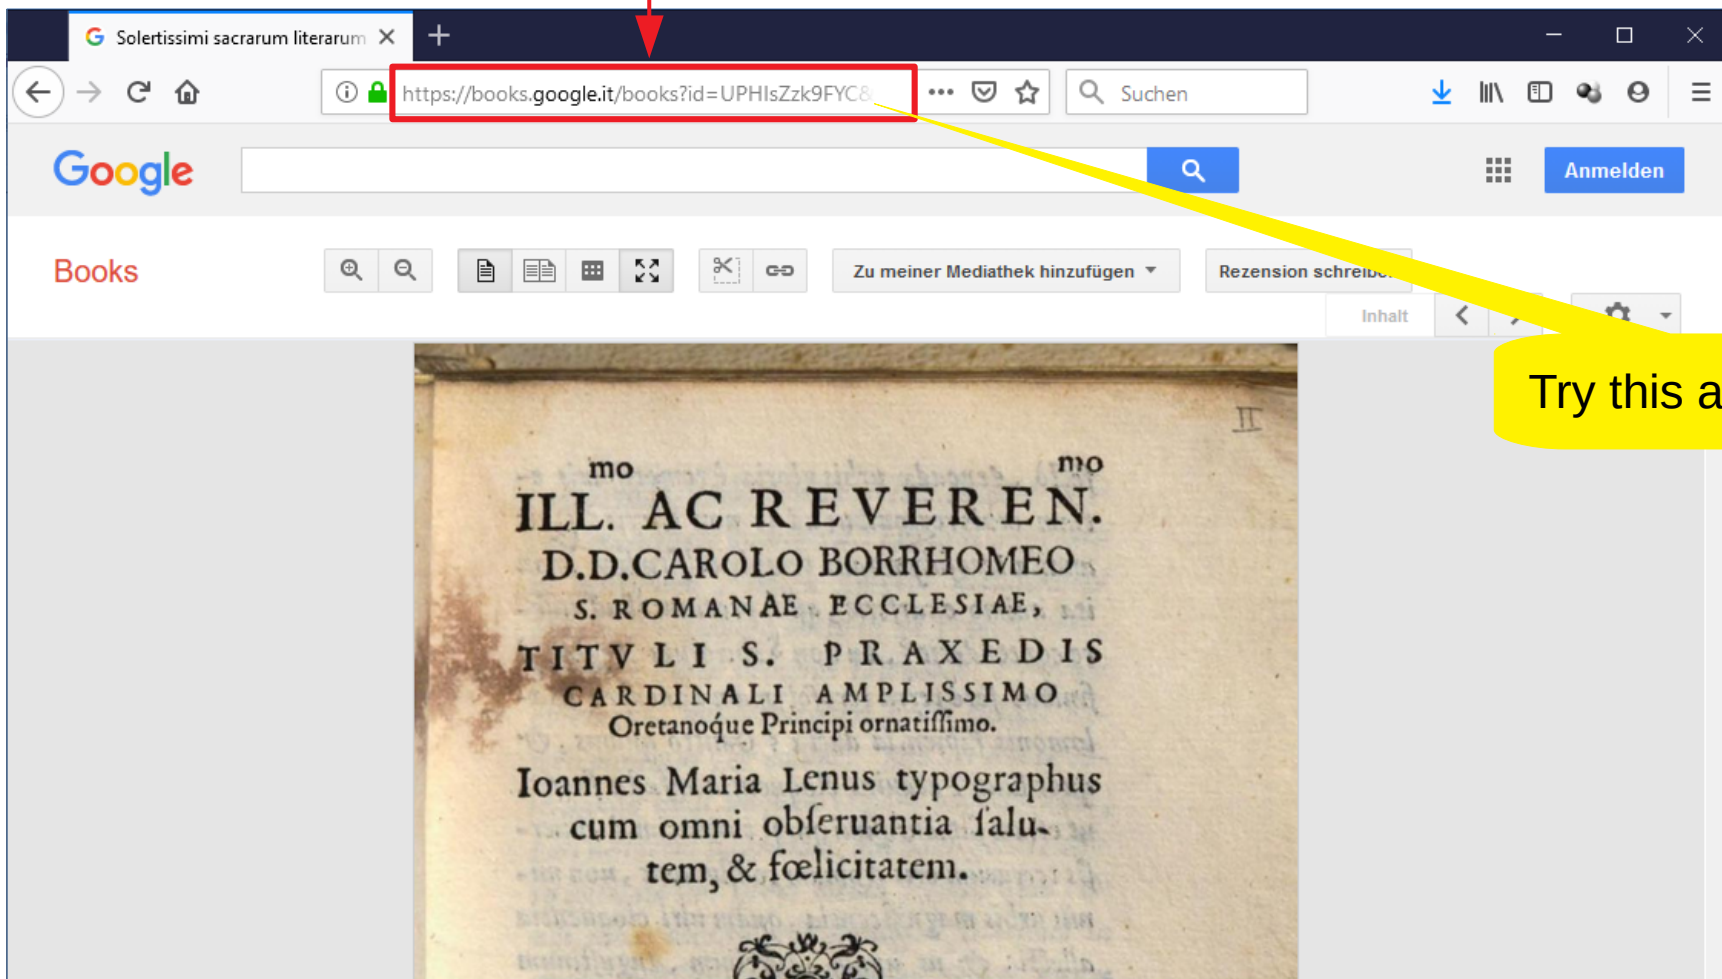 Solertissimi sacrarum literarum
https://books.google.it/books?id=UPHIsZzk9FYC&
Suchen
Google
Anmelden
Books
Zu meiner Mediathek hinzufügen
Rezension schreiben
Inhalt
Try this a
II
mo mo
ILL. AC REVEREN.
D.D.CAROLO BORRHOMEO
S. ROMANAE ECCLESIAE,
TITVLI S. PRAXEDIS
CARDINALI AMPLISSIMO
Oretanoque Principi ornatiſſimo.
Ioannes Maria Lenus typographus
cum omni obſeruantia ſalu-
tem, & fœlicitatem.